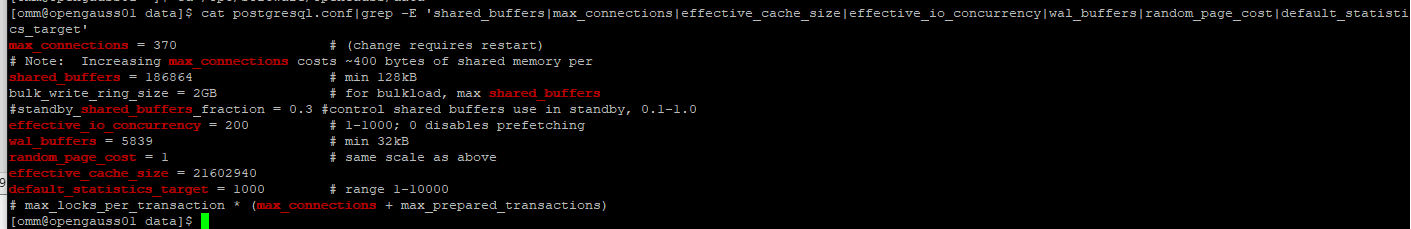 [omm@opengauss01 data]$ cat postgresql.conf|grep -E 'shared_buffers|max_connections|effective_cache_size|effective_io_concurrency|wal_buffers|random_page_cost|default_statisti
cs_target'
max_connections = 370 # (change requires restart)
# Note: Increasing max_connections costs ~400 bytes of shared memory per
shared_buffers = 186864 # min 128kB
bulk_write_ring_size = 2GB # for bulkload, max shared_buffers
#standby_shared_buffers_fraction = 0.3 #control shared buffers use in standby, 0.1-1.0
effective_io_concurrency = 200 # 1-1000; 0 disables prefetching
wal_buffers = 5839 # min 32kB
random_page_cost = 1 # same scale as above
effective_cache_size = 21602940
default_statistics_target = 1000 # range 1-10000
# max_locks_per_transaction * (max_connections + max_prepared_transactions)
[omm@opengauss01 data]$